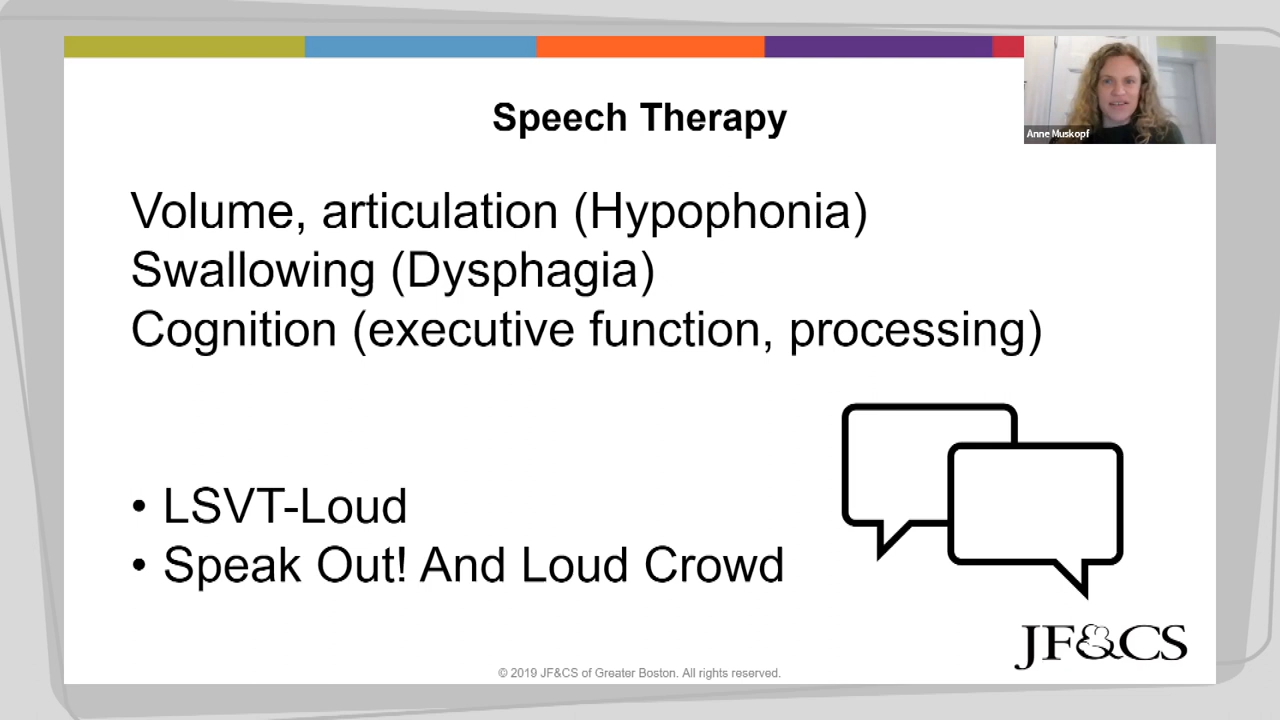 Speech Therapy
Anne Muskopf
Volume, articulation (Hypophonia)
Swallowing (Dysphagia)
Cognition (executive function, processing)
• LSVT-Loud
• Speak Out! And Loud Crowd
JF&CS
© 2019 JF&CS of Greater Boston. All rights reserved.